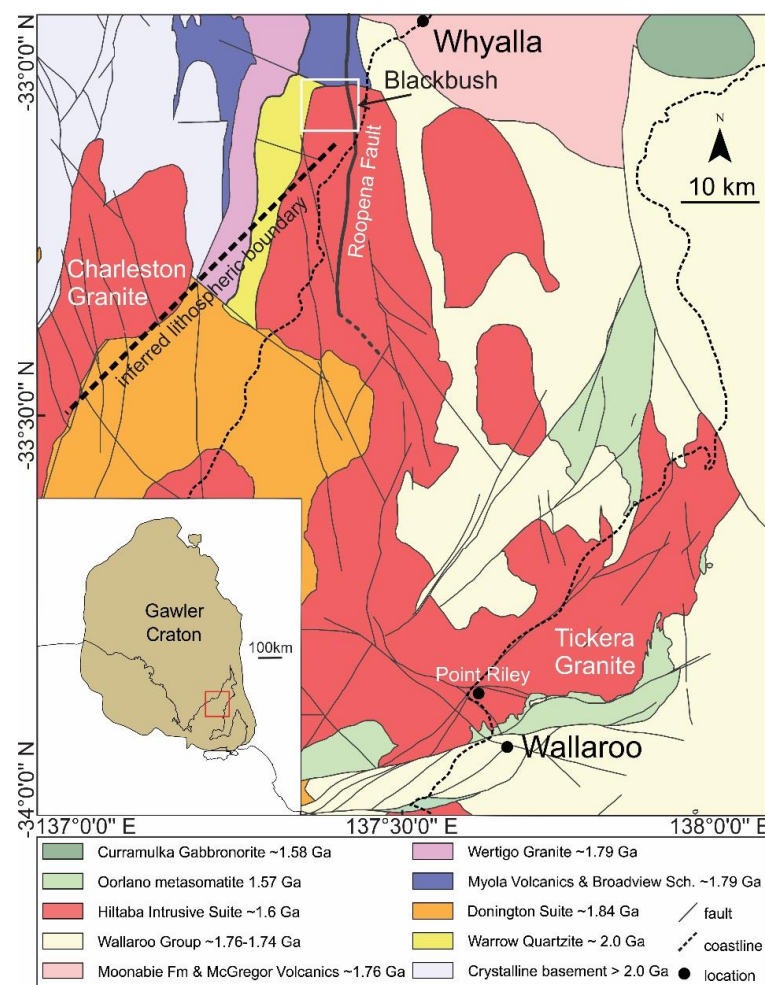 -33°0'0" N
Whyalla
Blackbush
N
10 km
Roopena Fault
inferred lithospheric boundary
Charleston
Granite
-33°30'0" N
Gawler
Craton
100km
Tickera
Granite
Point Riley
Wallaroo
-34°0'0" N
137°0'0" E
137°30'0" E
138°0'0" E
Curramulka Gabbronorite ~1.58 Ga
Oorlano metasomatite 1.57 Ga
Hiltaba Intrusive Suite ~1.6 Ga
Wallaroo Group ~1.76-1.74 Ga
Moonabie Fm & McGregor Volcanics ~1.76 Ga
Wertigo Granite ~1.79 Ga
Myola Volcanics & Broadview Sch. ~1.79 Ga
Donington Suite ~1.84 Ga
Warrow Quartzite ~ 2.0 Ga
Crystalline basement > 2.0 Ga
fault
coastline
location